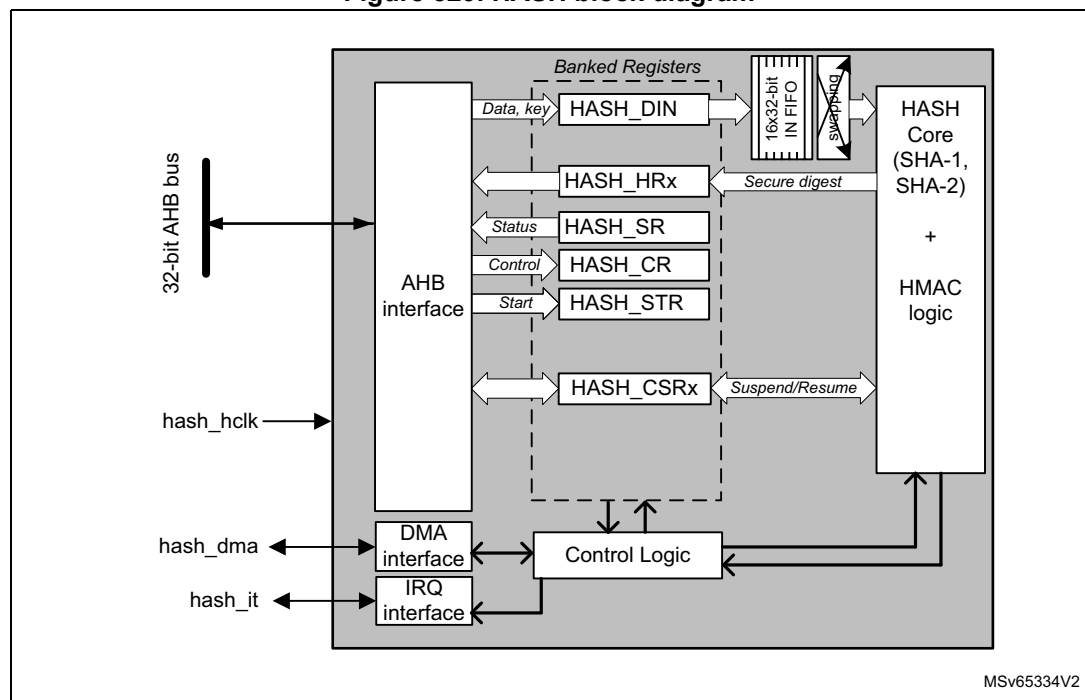 Banked Registers
Data, key
HASH_DIN
16x32-bit
IN FIFO
swapping
HASH
Core
(SHA-1,
SHA-2)
+
HMAC
logic
HASH_HRx
Secure digest
32-bit AHB bus
Status
HASH_SR
AHB
interface
Control
HASH_CR
Start
HASH_STR
HASH_CSRx
Suspend/Resume
hash_hclk
hash_dma
DMA
interface
Control Logic
hash_it
IRQ
interface
MSv65334V2